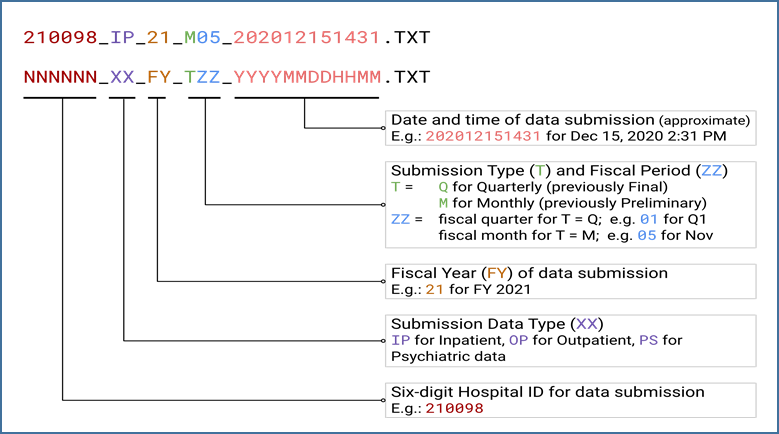 210098_IP_21_M05_202012151431.TXT
NNNNNN_XX_FY_TZZ_YYYYMMDDHHMM.TXT
Date and time of data submission (approximate)
E.g.: 202012151431 for Dec 15, 2020 2:31 PM
Submission Type (T) and Fiscal Period (ZZ)
T = Q for Quarterly (previously Final)
M for Monthly (previously Preliminary)
ZZ = fiscal quarter for T = Q; e.g. 01 for Q1
fiscal month for T = M; e.g. 05 for Nov
Fiscal Year (FY) of data submission
E.g.: 21 for FY 2021
Submission Data Type (XX)
IP for Inpatient, OP for Outpatient, PS for
Psychiatric data
Six-digit Hospital ID for data submission
E.g.: 210098